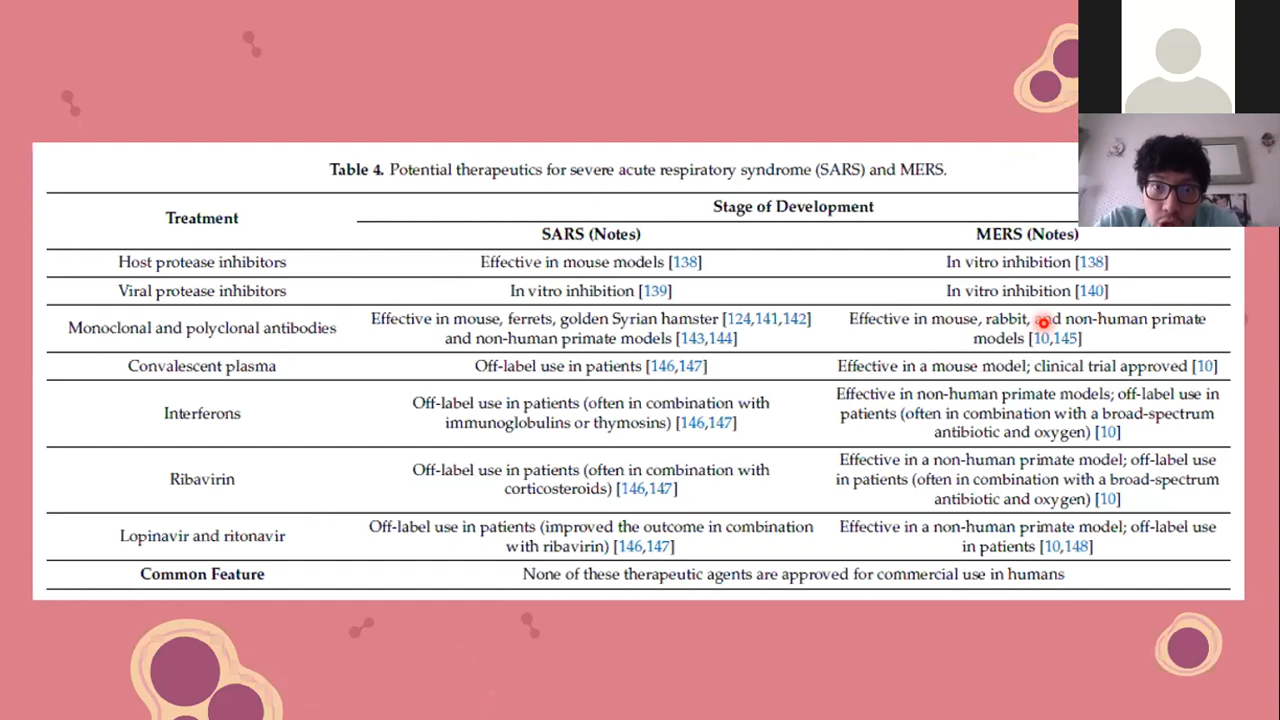 Table 4. Potential therapeutics for severe acute respiratory syndrome (SARS) and MERS.
Treatment
Stage of Development
SARS (Notes)
MERS (Notes)
Host protease inhibitors
Effective in mouse models [138]
In vitro inhibition [138]
Viral protease inhibitors
In vitro inhibition [139]
In vitro inhibition [140]
Monoclonal and polyclonal antibodies
Effective in mouse, ferrets, golden Syrian hamster [124,141,142]
and non-human primate models [143,144]
Effective in mouse, rabbit, and non-human primate
models [10,145]
Convalescent plasma
Off-label use in patients [146,147]
Effective in a mouse model; clinical trial approved [10]
Interferons
Off-label use in patients (often in combination with
immunoglobulins or thymosins) [146,147]
Effective in non-human primate models; off-label use in
patients (often in combination with a broad-spectrum
antibiotic and oxygen) [10]
Ribavirin
Off-label use in patients (often in combination with
corticosteroids) [146,147]
Effective in a non-human primate model; off-label use
in patients (often in combination with a broad-spectrum
antibiotic and oxygen) [10]
Lopinavir and ritonavir
Off-label use in patients (improved the outcome in combination
with ribavirin) [146,147]
Effective in a non-human primate model; off-label use
in patients [10,148]
Common Feature
None of these therapeutic agents are approved for commercial use in humans